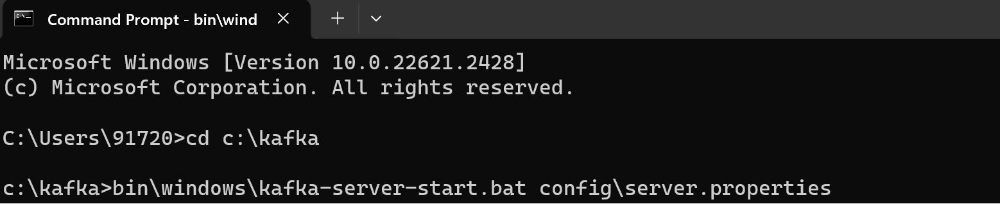 Command Prompt - bin\wind
Microsoft Windows [Version 10.0.22621.2428]
(c) Microsoft Corporation. All rights reserved.
C:\Users\91720>cd c:\kafka
c:\kafka>bin\windows\kafka-server-start.bat config\server.properties